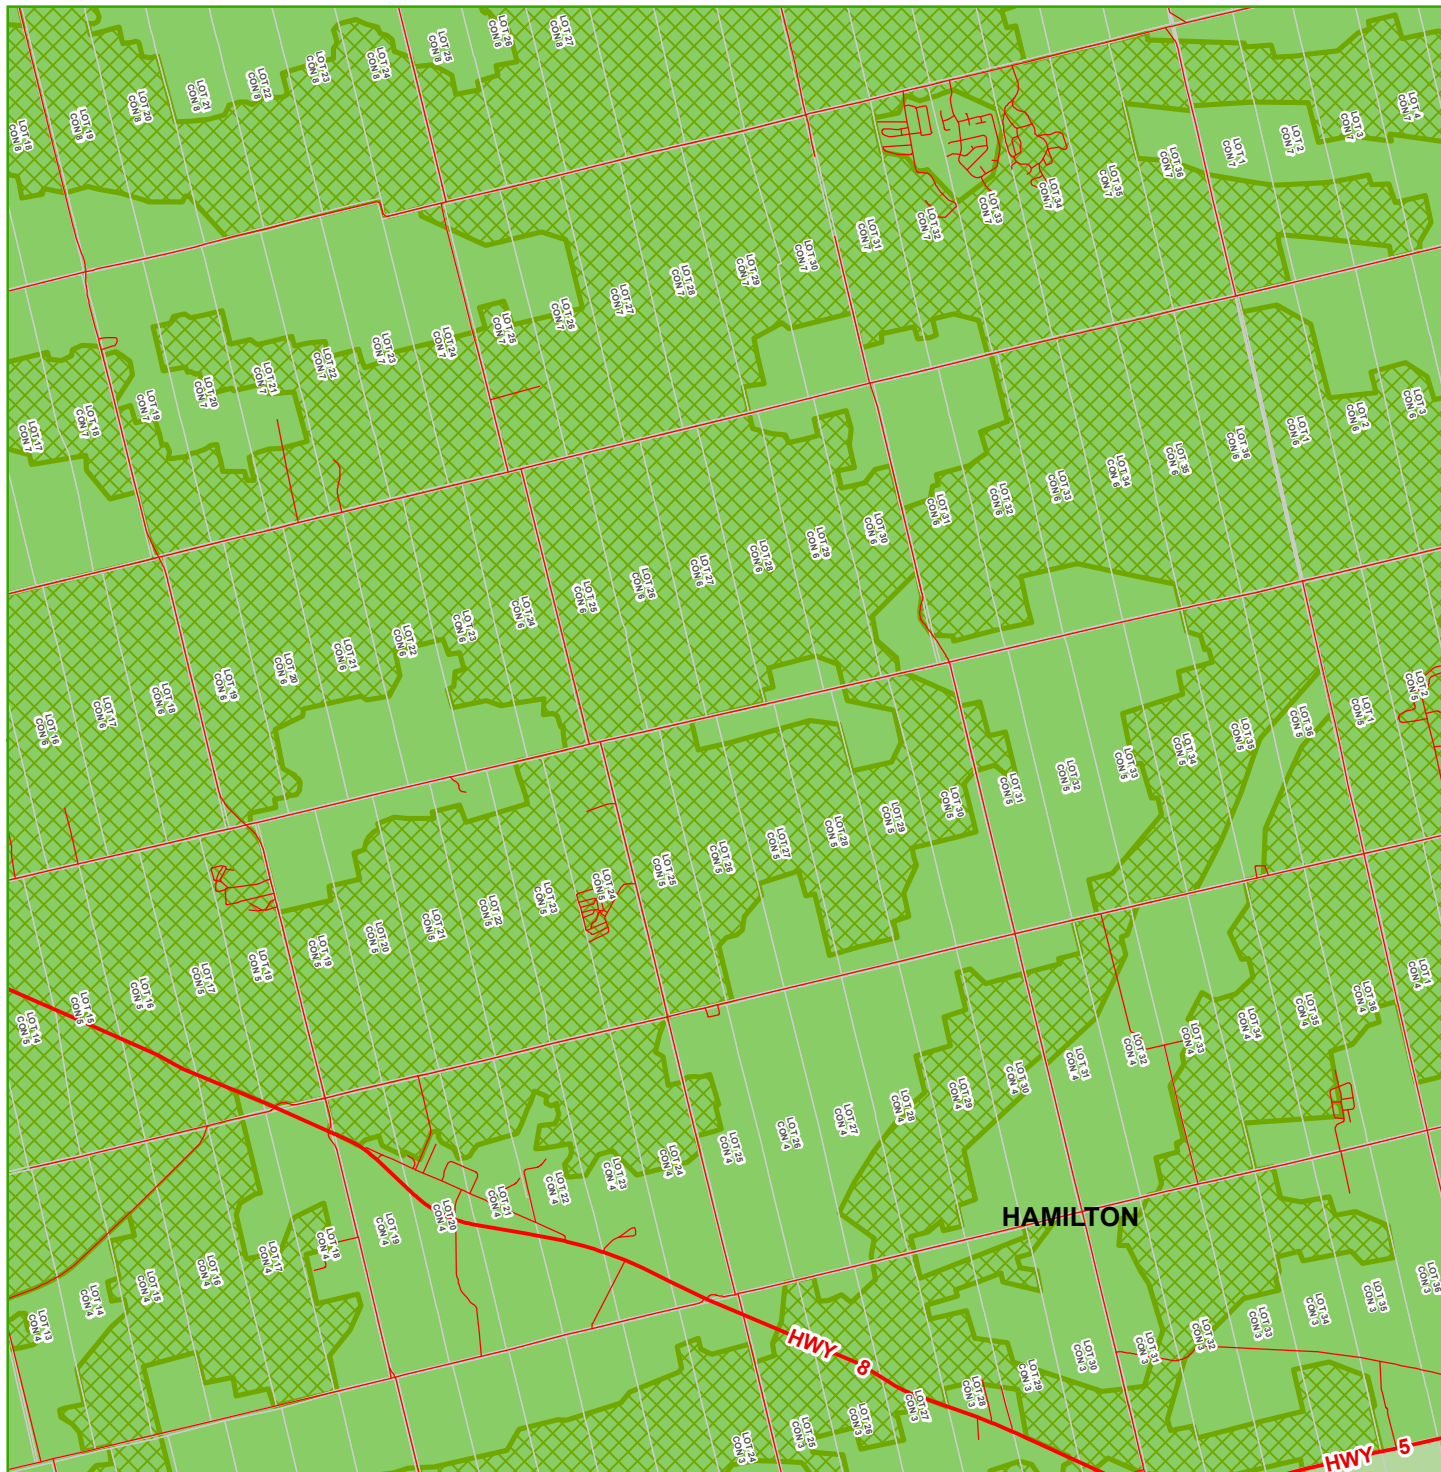 LOT 18
CON 8
LOT 19
CON 8
LOT 20
CON 8
LOT 21
CON 8
LOT 22
CON 8
LOT 23
CON 8
LOT 24
CON 8
LOT 25
CON 8
LOT 26
CON 8
LOT 27
CON 8
LOT 17
CON 7
LOT 18
CON 7
LOT 19
CON 7
LOT 20
CON 7
LOT 21
CON 7
LOT 22
CON 7
LOT 23
CON 7
LOT 24
CON 7
LOT 25
CON 7
LOT 26
CON 7
LOT 27
CON 7
LOT 28
CON 7
LOT 29
CON 7
LOT 30
CON 7
LOT 31
CON 7
LOT 32
CON 7
LOT 33
CON 7
LOT 34
CON 7
LOT 35
CON 7
LOT 36
CON 7
LOT 1
CON 7
LOT 2
CON 7
LOT 3
CON 7
LOT 4
CON 7
LOT 16
CON 6
LOT 17
CON 6
LOT 18
CON 6
LOT 19
CON 6
LOT 20
CON 6
LOT 21
CON 6
LOT 22
CON 6
LOT 23
CON 6
LOT 24
CON 6
LOT 25
CON 6
LOT 26
CON 6
LOT 27
CON 6
LOT 28
CON 6
LOT 29
CON 6
LOT 30
CON 6
LOT 31
CON 6
LOT 32
CON 6
LOT 33
CON 6
LOT 34
CON 6
LOT 35
CON 6
LOT 36
CON 6
LOT 1
CON 6
LOT 2
CON 6
LOT 3
CON 6
LOT 14
CON 5
LOT 15
CON 5
LOT 16
CON 5
LOT 17
CON 5
LOT 18
CON 5
LOT 19
CON 5
LOT 20
CON 5
LOT 21
CON 5
LOT 22
CON 5
LOT 23
CON 5
LOT 24
CON 5
LOT 25
CON 5
LOT 26
CON 5
LOT 27
CON 5
LOT 28
CON 5
LOT 29
CON 5
LOT 30
CON 5
LOT 31
CON 5
LOT 32
CON 5
LOT 33
CON 5
LOT 34
CON 5
LOT 35
CON 5
LOT 36
CON 5
LOT 1
CON 5
LOT 2
CON 5
LOT 13
CON 4
LOT 14
CON 4
LOT 15
CON 4
LOT 16
CON 4
LOT 17
CON 4
LOT 18
CON 4
LOT 19
CON 4
LOT 20
CON 4
LOT 21
CON 4
LOT 22
CON 4
LOT 23
CON 4
LOT 24
CON 4
LOT 25
CON 4
LOT 26
CON 4
LOT 27
CON 4
LOT 28
CON 4
LOT 29
CON 4
LOT 30
CON 4
LOT 31
CON 4
LOT 32
CON 4
LOT 33
CON 4
LOT 34
CON 4
LOT 35
CON 4
LOT 36
CON 4
LOT 1
CON 4
HAMILTON
LOT 24
CON 3
LOT 25
CON 3
LOT 26
CON 3
LOT 27
CON 3
LOT 28
CON 3
LOT 29
CON 3
LOT 30
CON 3
LOT 31
CON 3
LOT 32
CON 3
LOT 33
CON 3
LOT 34
CON 3
LOT 35
CON 3
LOT 36
CON 3
HWY 8
HWY 5